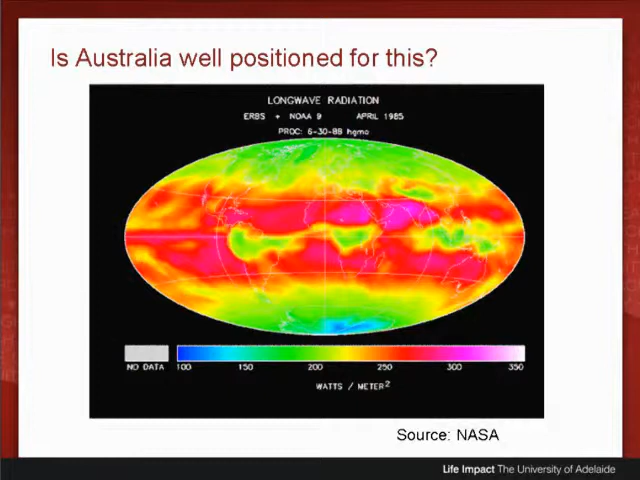 Is Australia well positioned for this?
LONGWAVE RADIATION
ERBS + NOAA 9 APRIL 1985
PROC: 6-30-88 hgmo
NO DATA 100 150 200 250 300 350
WATTS / METER2
Source: NASA
Life Impact The University of Adelaide